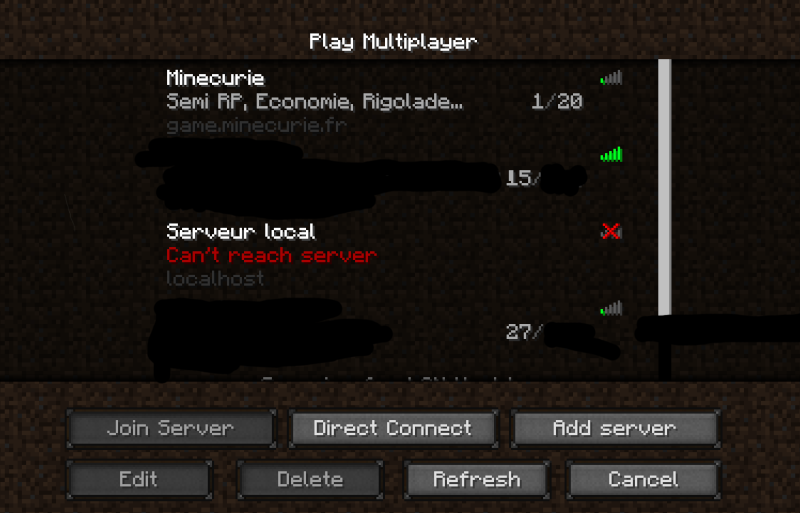 Play Multiplayer
Minecurie
Semi RP, Economie, Rigolade... 1/20
game.minecurie.fr
15/
Serveur local
Can't reach server
localhost
27/
Join Server Direct Connect Add server
Edit Delete Refresh Cancel